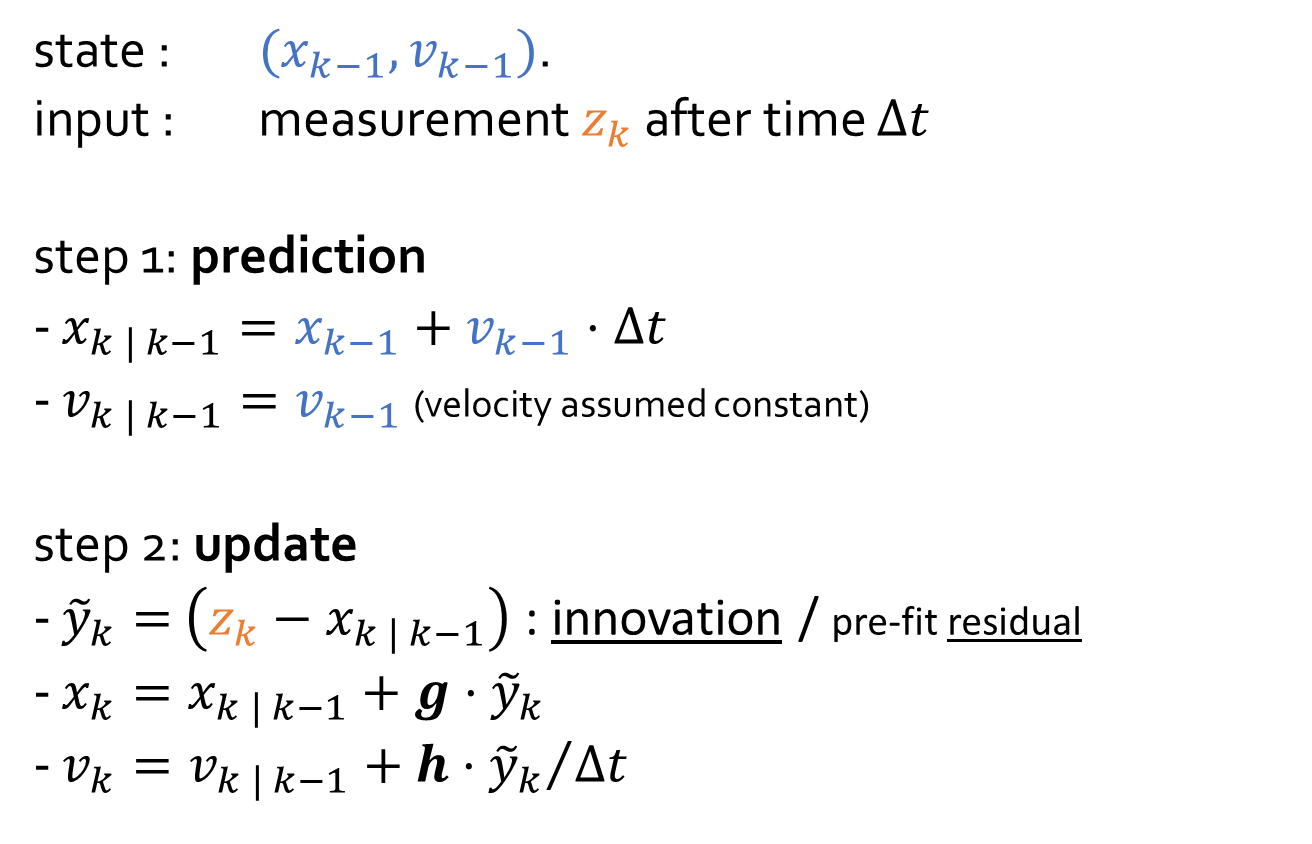 state : (x_{k−1}, v_{k−1}).
input : measurement z_k after time Δt
step 1: prediction
- x_{k | k−1} = x_{k−1} + v_{k−1} · Δt
- v_{k | k−1} = v_{k−1} (velocity assumed constant)
step 2: update
- ỹ_k = (z_k − x_{k | k−1}) : innovation / pre-fit residual
- x_k = x_{k | k−1} + g · ỹ_k
- v_k = v_{k | k−1} + h · ỹ_k/Δt